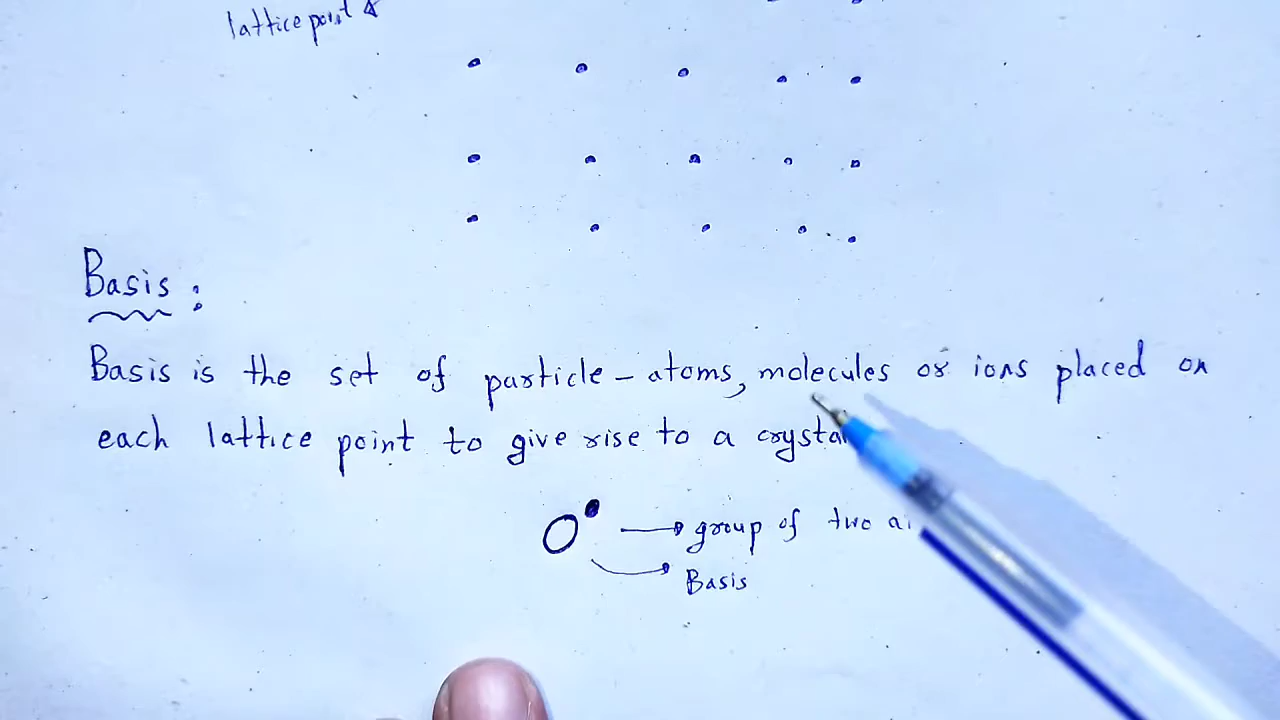 lattice point
Basis :
Basis is the set of particle - atoms, molecules or ions placed on
each lattice point to give rise to a crystal
group of two
Basis